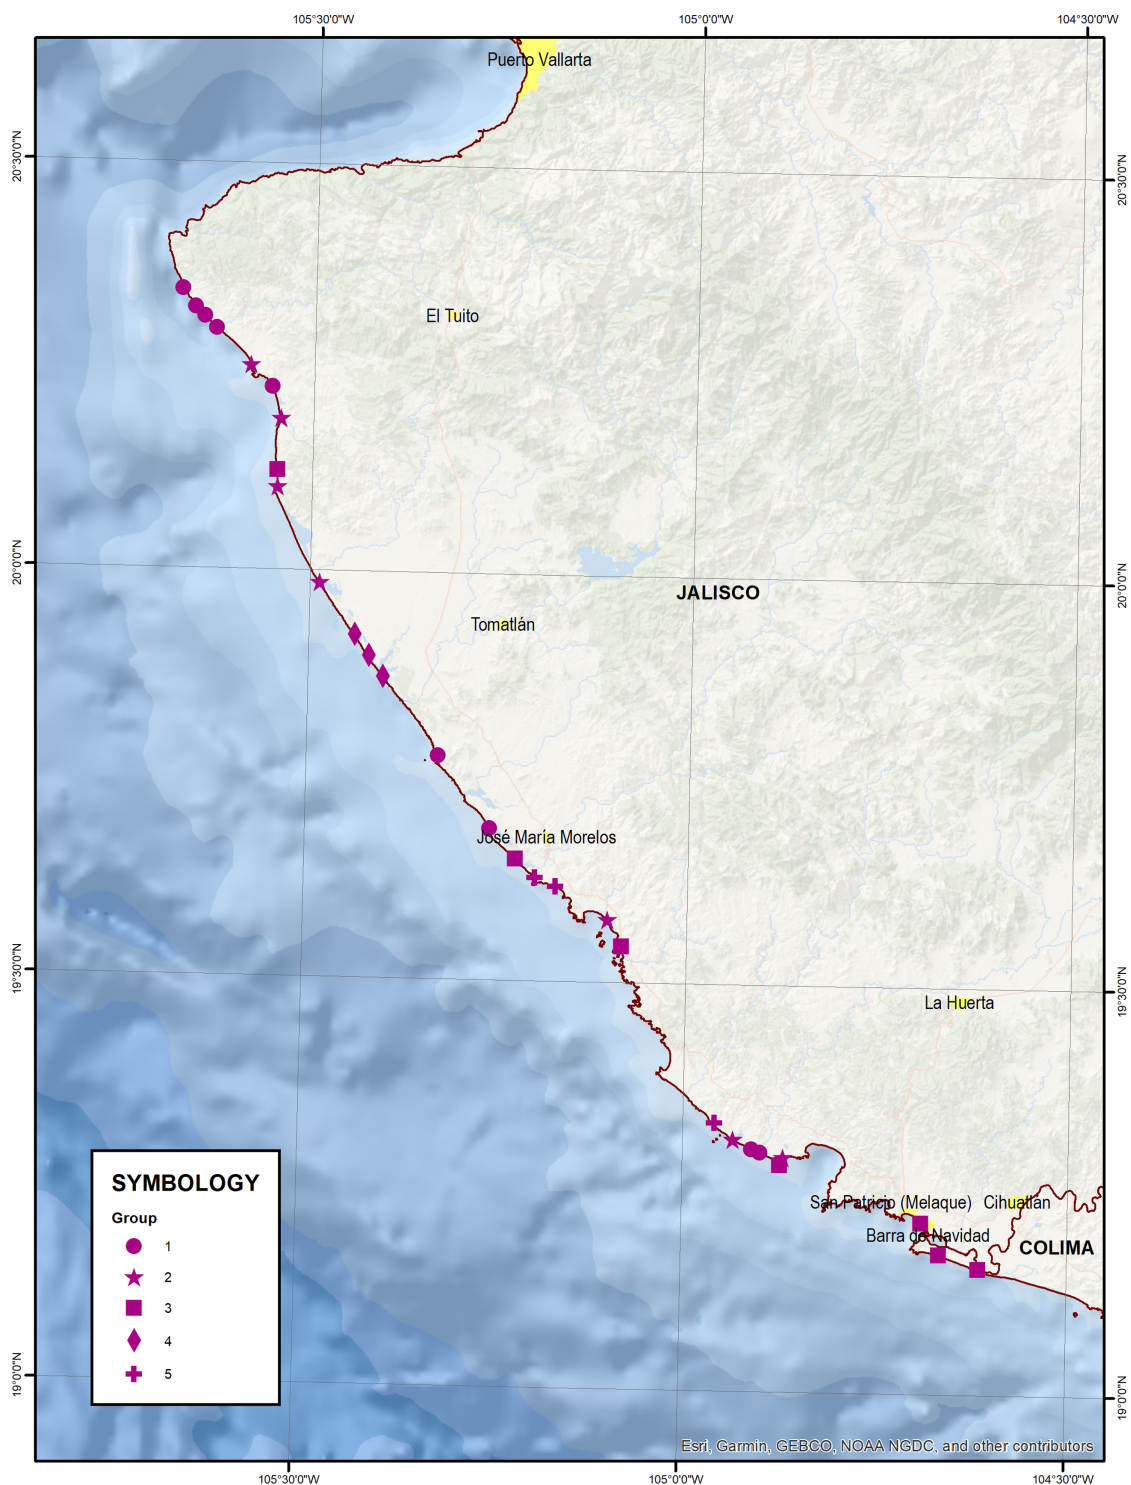 105°30'0"W
105°0'0"W
104°30'0"W
Puerto Vallarta
20°30'0"N
20°30'0"N
El Tuito
20°0'0"N
20°0'0"N
JALISCO
Tomatlán
José María Morelos
19°30'0"N
19°30'0"N
La Huerta
SYMBOLOGY
Group
1
2
3
4
5
San Patricio (Melaque)
Cihuatlán
Barra de Navidad
COLIMA
19°0'0"N
19°0'0"N
Esri, Garmin, GEBCO, NOAA NGDC, and other contributors
105°30'0"W
105°0'0"W
104°30'0"W